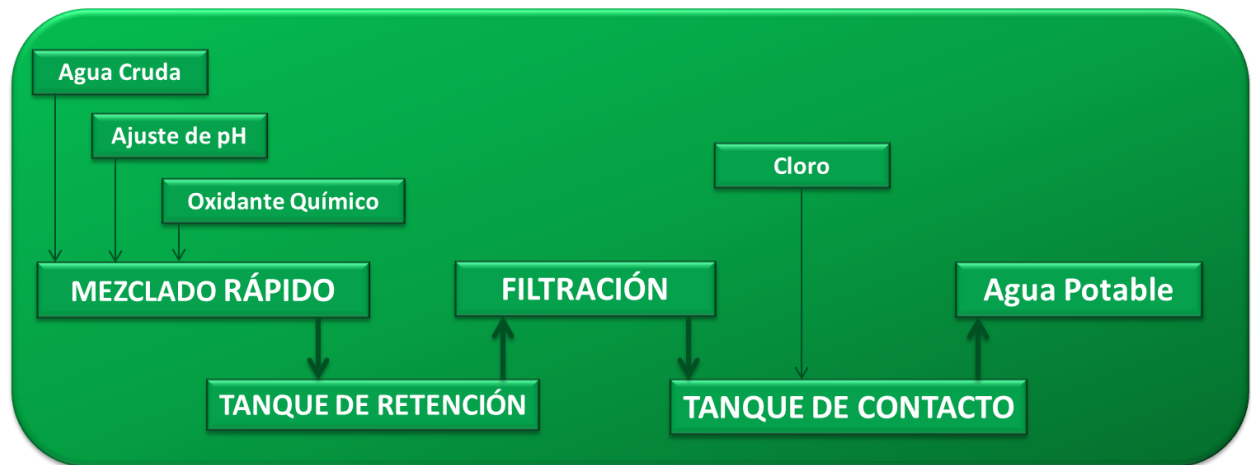 Agua Cruda
Ajuste de pH
Oxidante Químico
Cloro
MEZCLADO RÁPIDO
FILTRACIÓN
Agua Potable
TANQUE DE RETENCIÓN
TANQUE DE CONTACTO